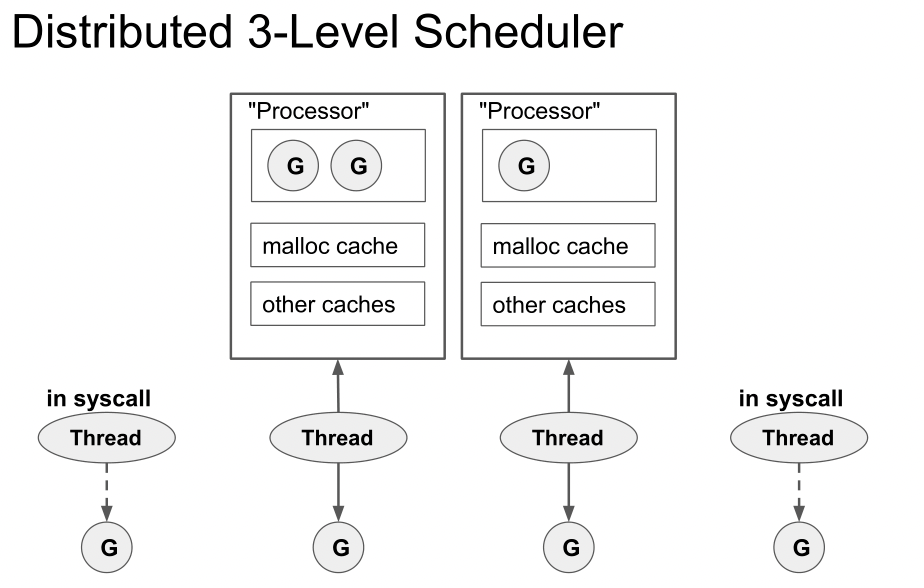 Distributed 3-Level Scheduler
"Processor"
"Processor"
G G
G
malloc cache
malloc cache
other caches
other caches
in syscall
in syscall
Thread
Thread
Thread
Thread
G
G
G
G